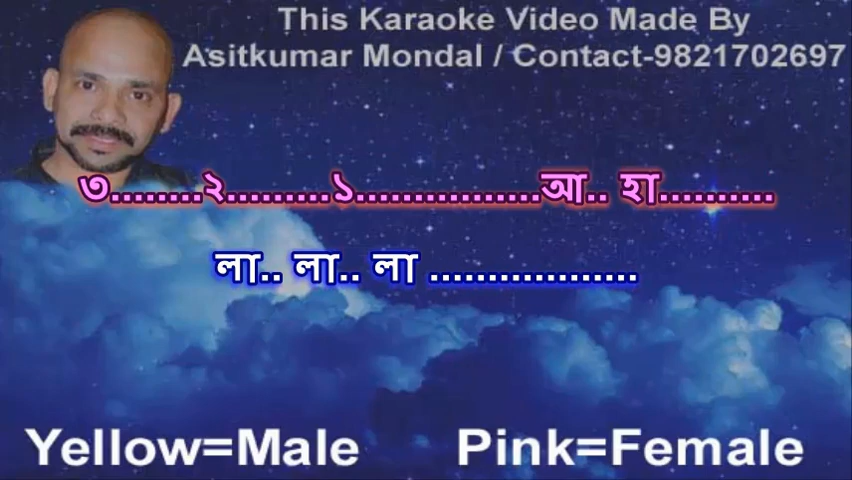 This Karaoke Video Made By
Asitkumar Mondal / Contact-9821702697
৩........২.........১................আ.. হা..........
লা.. লা.. লা ..................
Yellow=Male Pink=Female